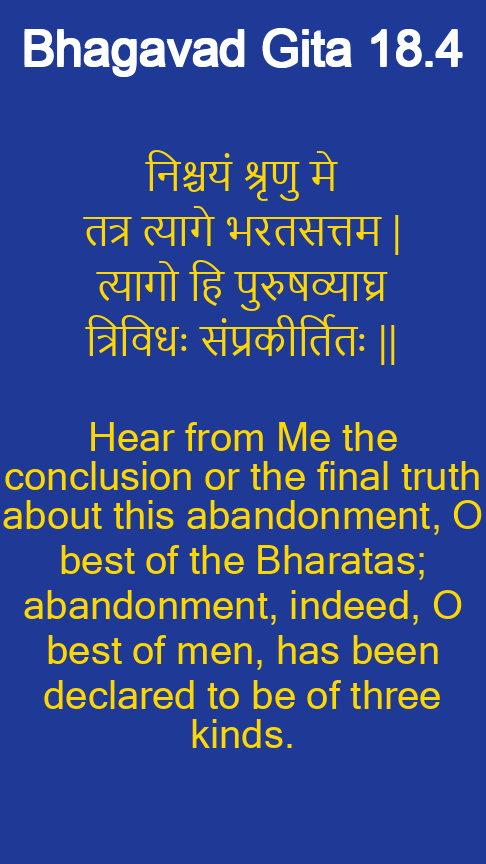 Bhagavad Gita 18.4
निश्चयं श्रृणु मे
तत्र त्यागे भरतसत्तम |
त्यागो हि पुरुषव्याघ्र
त्रिविधः संप्रकीर्तितः ||
Hear from Me the
conclusion or the final truth
about this abandonment, O
best of the Bharatas;
abandonment, indeed, O
best of men, has been
declared to be of three
kinds.